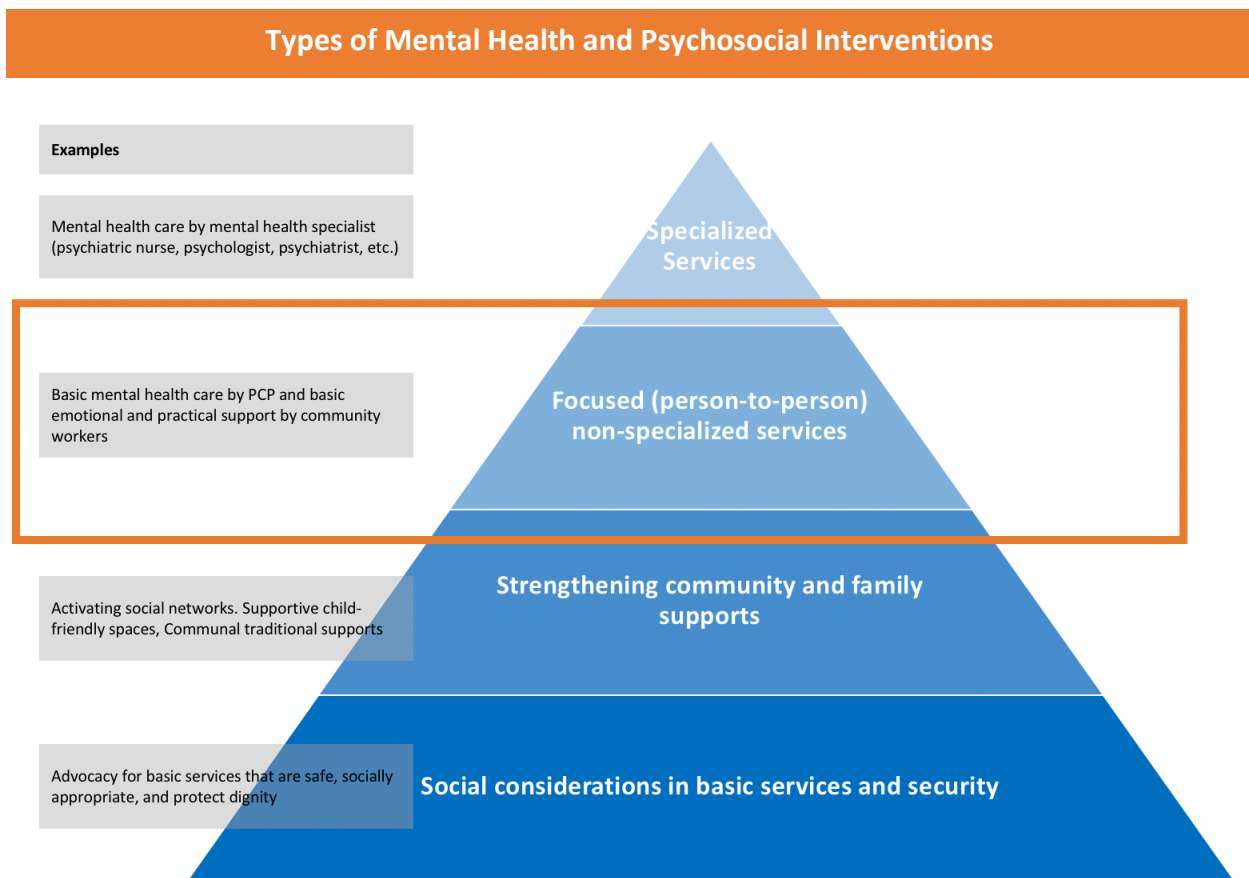 Types of Mental Health and Psychosocial Interventions
Examples
Mental health care by mental health specialist
(psychiatric nurse, psychologist, psychiatrist, etc.)
Specialized
Services
Basic mental health care by PCP and basic
emotional and practical support by community
workers
Focused (person-to-person)
non-specialized services
Activating social networks. Supportive child-
friendly spaces, Communal traditional supports
Strengthening community and family
supports
Advocacy for basic services that are safe, socially
appropriate, and protect dignity
Social considerations in basic services and security